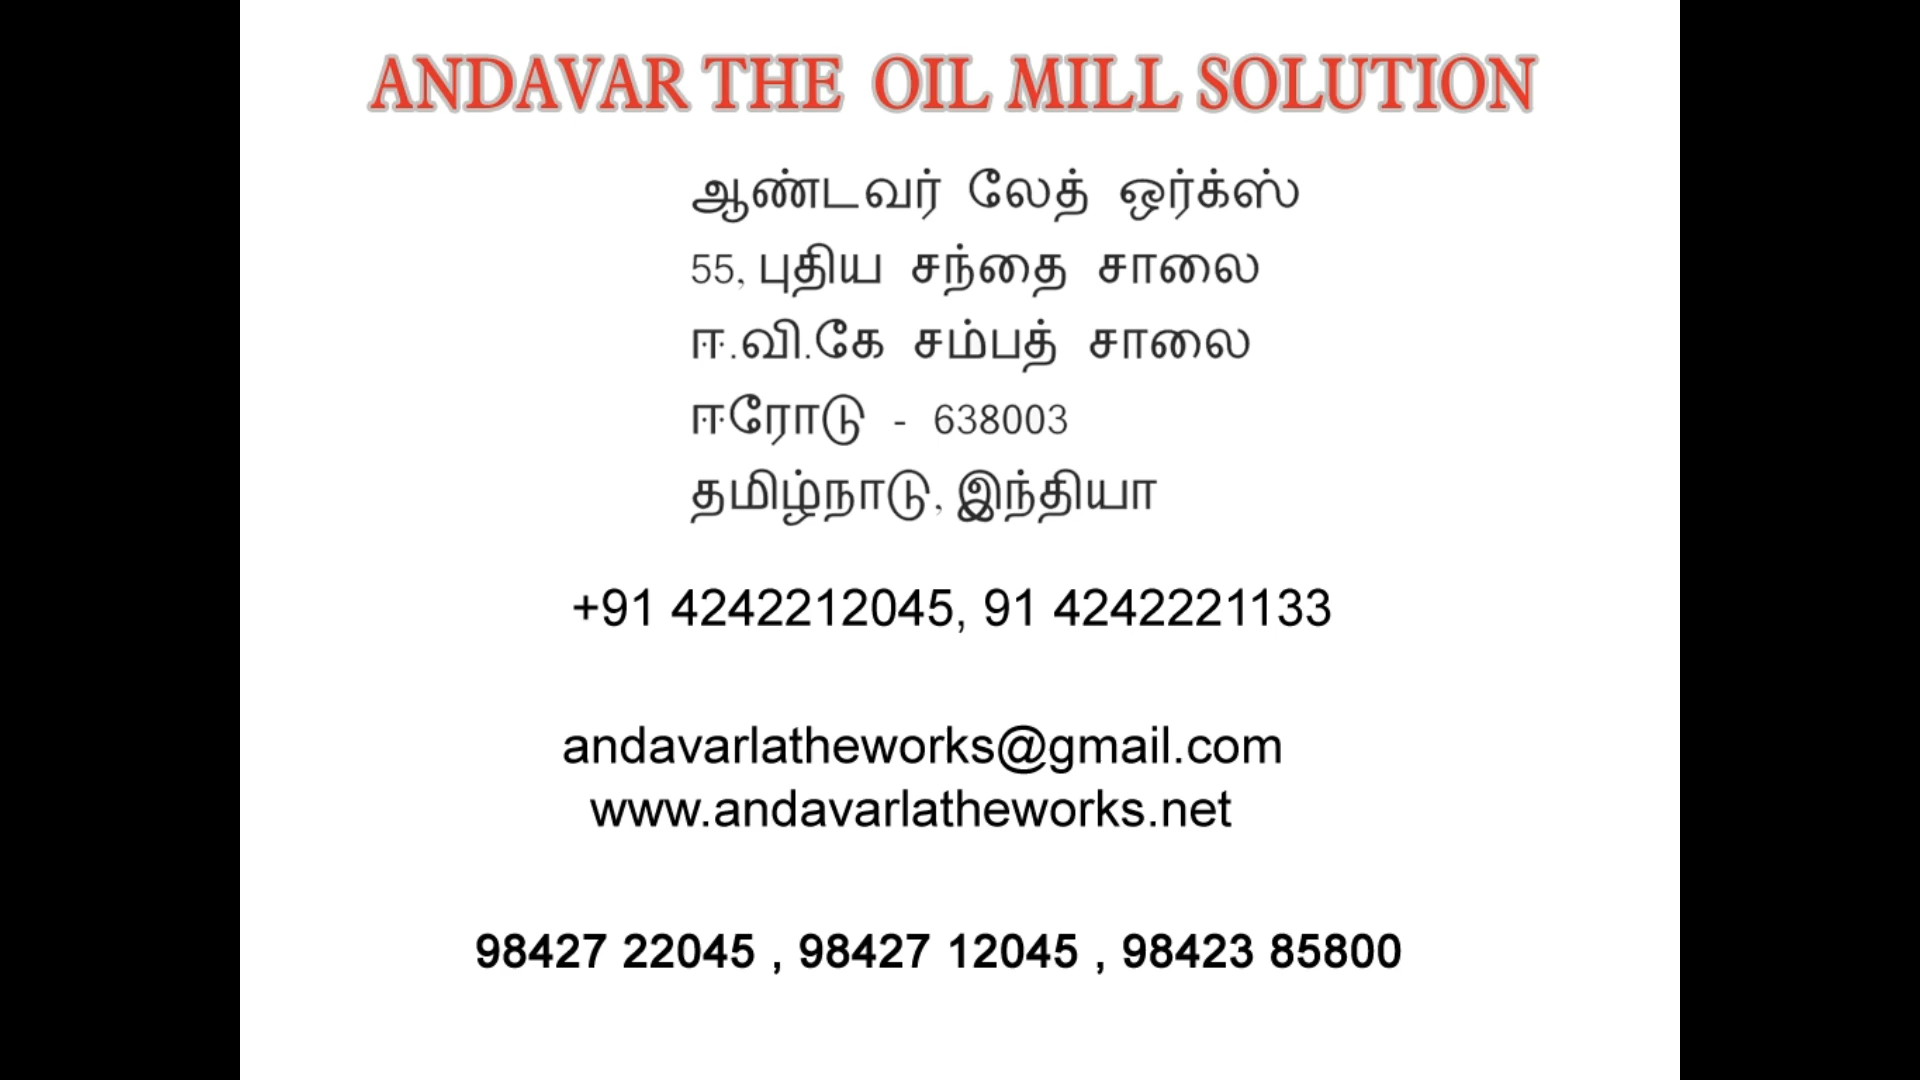 ANDAVAR THE OIL MILL SOLUTION
ஆண்டவர் லேத் ஒர்க்ஸ்
55, புதிய சந்தை சாலை
ஈ.வி.கே சம்பத் சாலை
ஈரோடு - 638003
தமிழ்நாடு, இந்தியா
+91 4242212045, 91 4242221133
andavarlatheworks@gmail.com
www.andavarlatheworks.net
98427 22045 , 98427 12045 , 98423 85800